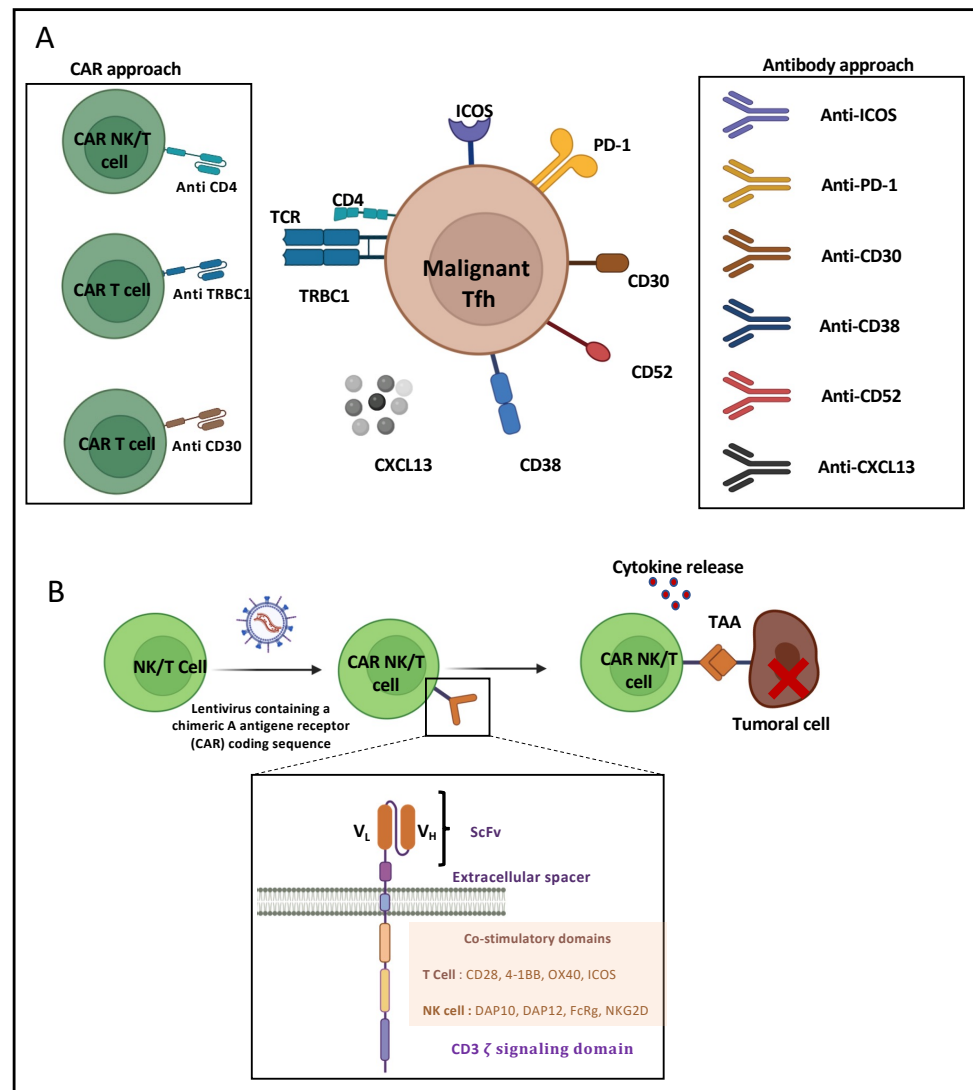 A
CAR approach
CAR NK/T
cell
Anti CD4
CAR T cell
Anti TRBC1
CAR T cell
Anti CD30
ICOS
PD-1
CD4
TCR
TRBC1
Malignant
Tfh
CD30
CD52
CXCL13
CD38
Antibody approach
Anti-ICOS
Anti-PD-1
Anti-CD30
Anti-CD38
Anti-CD52
Anti-CXCL13
B
NK/T Cell
Lentivirus containing a
chimeric A antigene receptor
(CAR) coding sequence
CAR NK/T
cell
Cytokine release
CAR NK/T
cell
TAA
Tumoral cell
VL
VH
ScFv
Extracellular spacer
Co-stimulatory domains
T Cell : CD28, 4-1BB, OX40, ICOS
NK cell : DAP10, DAP12, FcRg, NKG2D
CD3 ζ signaling domain